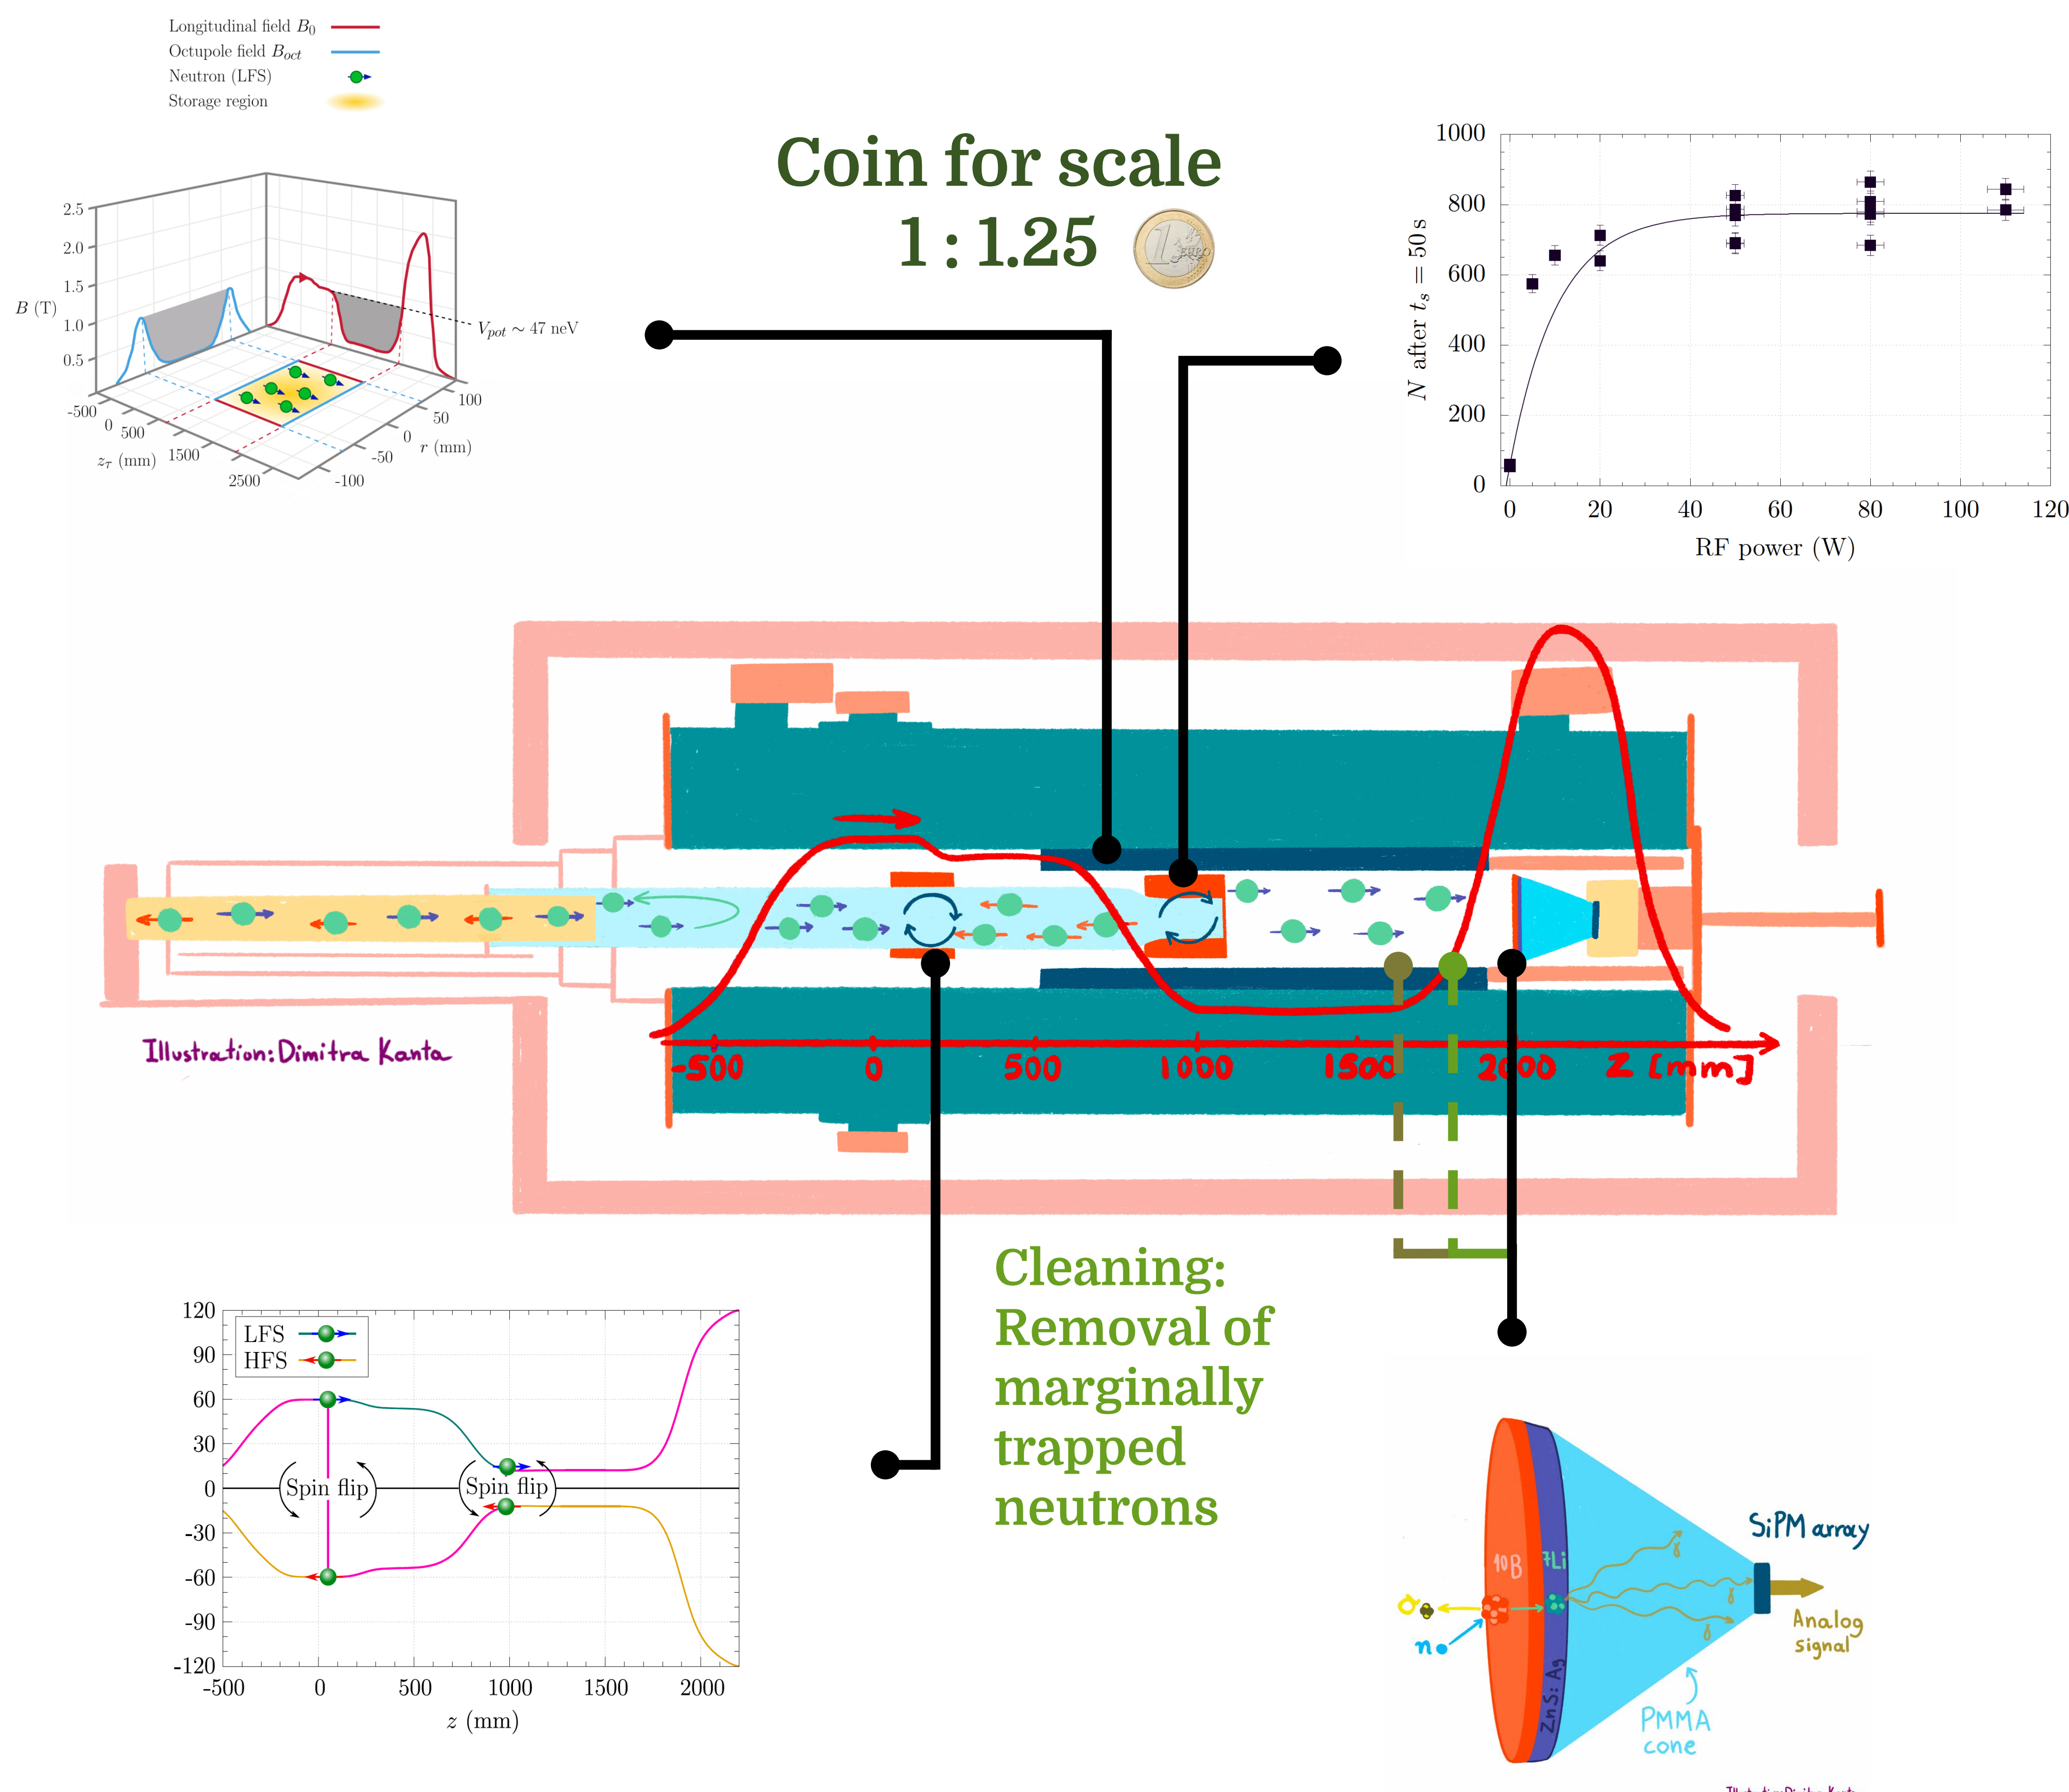 Longitudinal field B₀
Octupole field Boct
Neutron (LFS)
Storage region
2.5
2.0
1.5
1.0
0.5
B (T)
Vpot ∼ 47 neV
-500
0
500
1500
2500
zτ (mm)
100
50
0
-50
-100
r (mm)
Coin for scale
1 : 1.25
1
EURO
1000
800
600
400
200
0
N after tₛ = 50 s
0 20 40 60 80 100 120
RF power (W)
-500 0 500 1000 1500 2000 Z [mm]
Illustration: Dimitra Kanta
Cleaning:
Removal of
marginally
trapped
neutrons
120
90
60
30
0
-30
-60
-90
-120
LFS
HFS
Spin flip
Spin flip
-500 0 500 1000 1500 2000
z (mm)
10B
7Li
α
n
ZnS: Ag
γ
γ
γ
SiPM array
Analog
signal
PMMA
cone